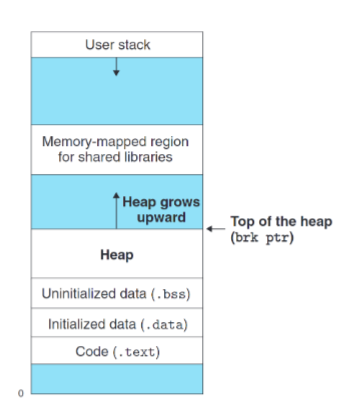 User stack
Memory-mapped region
for shared libraries
Heap grows
upward
Top of the heap
(brk ptr)
Heap
Uninitialized data (.bss)
Initialized data (.data)
Code (.text)
0